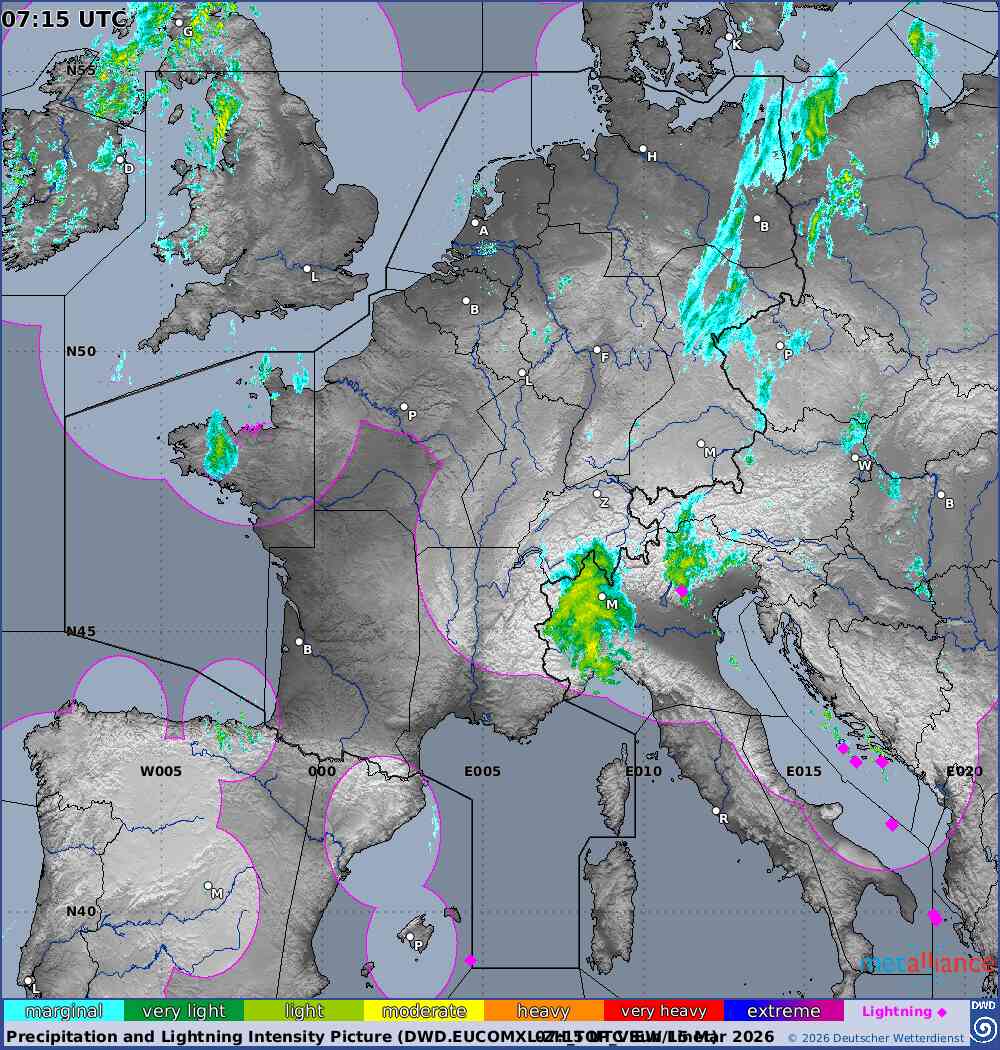 07:15 UTC
G
N55
K
D
H
A
B
L
B
N50
F
P
L
P
M
W
Z
B
M
N45
B
W005
000
E005
E010
E015
E020
R
M
N40
P
L
metalliance
marginal very light light moderate heavy very heavy extreme Lightning
DWD
Precipitation and Lightning Intensity Picture (DWD.EUCOMXL
Mar 2026
© 2026 Deutscher Wetterdienst